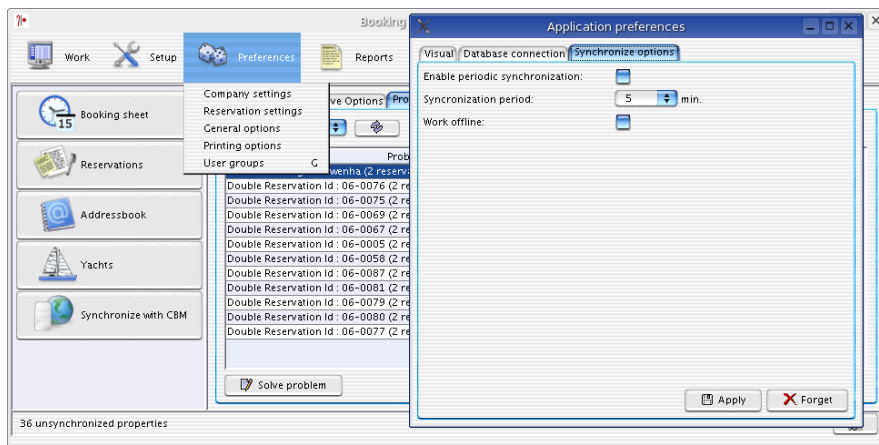 Booking
Work
Setup
Preferences
Reports
Company settings
Reservation settings
General options
Printing options
User groups G
Booking sheet
15
Reservations
Addressbook
Yachts
Synchronize with CBM
ve Options
Pro
Prob
wenha (2 reserva
Double Reservation Id : 06-0076 (2 re
Double Reservation Id : 06-0075 (2 re
Double Reservation Id : 06-0069 (2 re
Double Reservation Id : 06-0067 (2 re
Double Reservation Id : 06-0005 (2 re
Double Reservation Id : 06-0058 (2 re
Double Reservation Id : 06-0087 (2 re
Double Reservation Id : 06-0081 (2 re
Double Reservation Id : 06-0079 (2 re
Double Reservation Id : 06-0080 (2 re
Double Reservation Id : 06-0077 (2 re
Solve problem
36 unsynchronized properties
Application preferences
Visual
Database connection
Synchronize options
Enable periodic synchronization:
Syncronization period: 5 min.
Work offline:
Apply
Forget